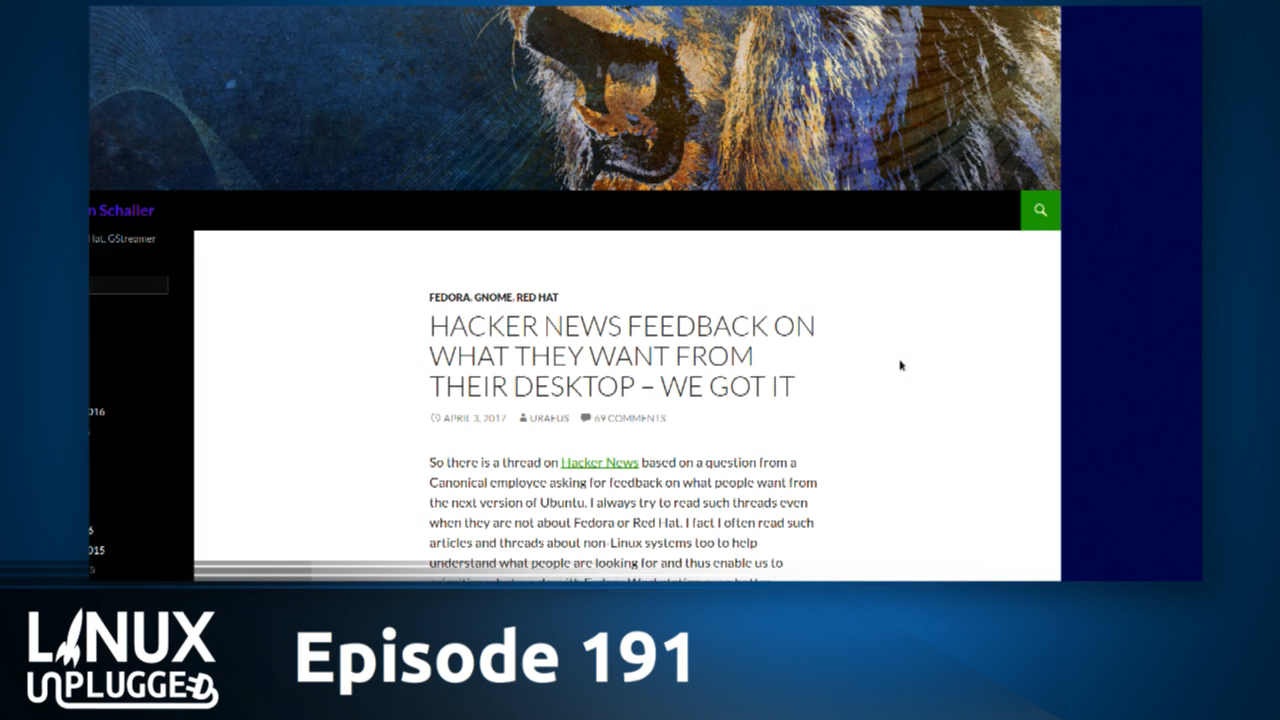 n Schaller
Hat, GStreamer
FEDORA, GNOME, RED HAT
HACKER NEWS FEEDBACK ON
WHAT THEY WANT FROM
THEIR DESKTOP – WE GOT IT
APRIL 3, 2017 URAEUS 69 COMMENTS
So there is a thread on Hacker News based on a question from a
Canonical employee asking for feedback on what people want from
the next version of Ubuntu. I always try to read such threads even
when they are not about Fedora or Red Hat. I fact I often read such
articles and threads about non-Linux systems too to help
understand what people are looking for and thus enable us to
016
6
015
5
LINUX
UNPLUGGED
Episode 191